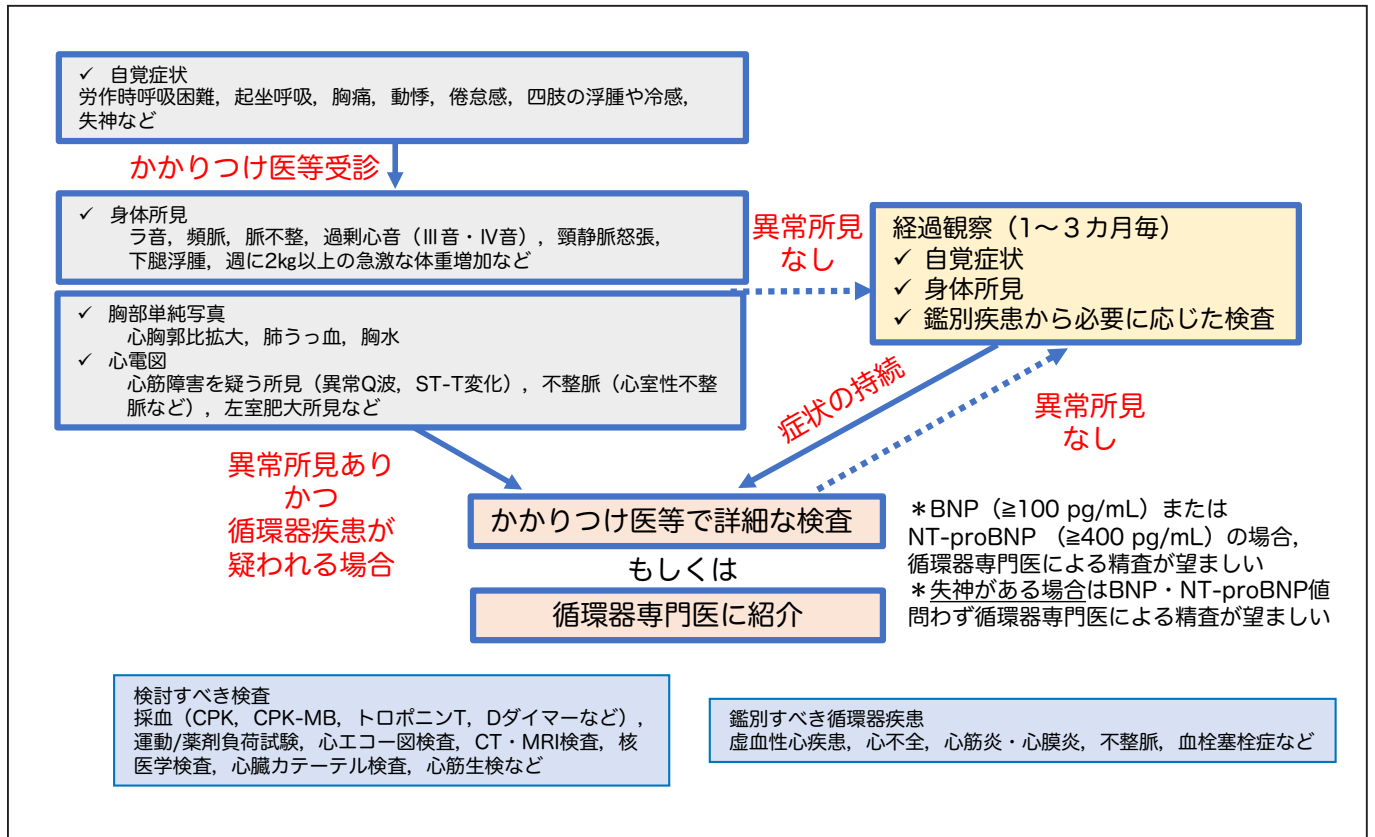 ✓ 自覚症状
労作時呼吸困難，起坐呼吸，胸痛，動悸，倦怠感，四肢の浮腫や冷感，
失神など
かかりつけ医等受診
✓ 身体所見
ラ音，頻脈，脈不整，過剰心音（Ⅲ音・Ⅳ音），頸静脈怒張，
下腿浮腫，週に2㎏以上の急激な体重増加など
✓ 胸部単純写真
心胸郭比拡大，肺うっ血，胸水
✓ 心電図
心筋障害を疑う所見（異常Q波，ST-T変化），不整脈（心室性不整
脈など），左室肥大所見など
異常所見
なし
経過観察（1～３カ月毎）
✓ 自覚症状
✓ 身体所見
✓ 鑑別疾患から必要に応じた検査
症状の持続
異常所見
なし
異常所見あり
かつ
循環器疾患が
疑われる場合
かかりつけ医等で詳細な検査
もしくは
循環器専門医に紹介
＊BNP（≧100 pg/mL）または
NT-proBNP （≧400 pg/mL）の場合，
循環器専門医による精査が望ましい
＊失神がある場合はBNP・NT-proBNP値
問わず循環器専門医による精査が望ましい
検討すべき検査
採血（CPK，CPK-MB，トロポニンT，Dダイマーなど），
運動/薬剤負荷試験，心エコー図検査，CT・MRI検査，核
医学検査，心臓カテーテル検査，心筋生検など
鑑別すべき循環器疾患
虚血性心疾患，心不全，心筋炎・心膜炎，不整脈，血栓塞栓症など